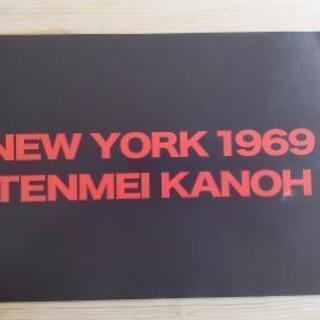 NEW YORK 1969
TENMEI KANOH